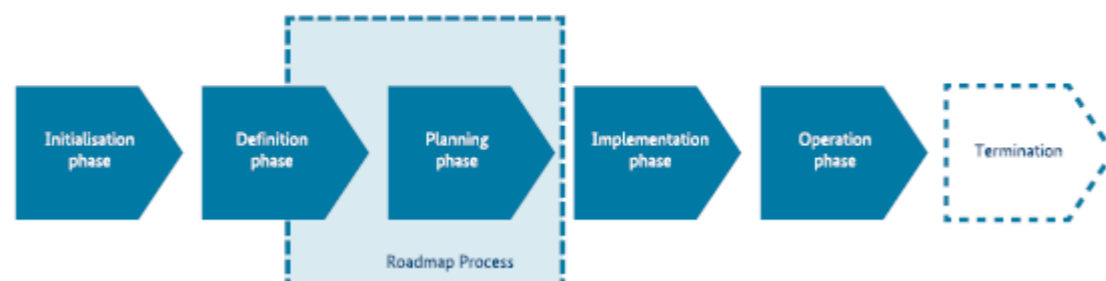 Initialisation
phase
Definition
phase
Planning
phase
Implementation
phase
Operation
phase
Termination
Roadmap Process